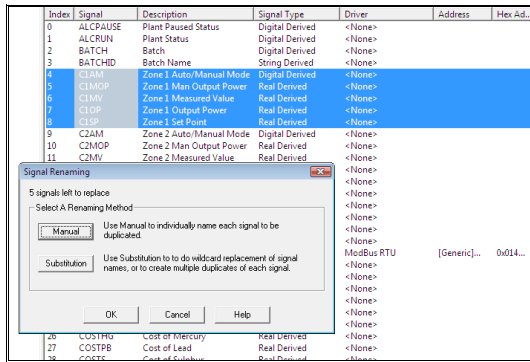 Index Signal Description Signal Type Driver Address Hex Ad...
0 ALCPAUSE Plant Paused Status Digital Derived <None>
1 ALCRUN Plant Status Digital Derived <None>
2 BATCH Batch Digital Derived <None>
3 BATCHID Batch Name String Derived <None>
4 C1AM Zone 1 Auto/Manual Mode Digital Derived <None>
5 C1MOP Zone 1 Man Output Power Real Derived <None>
6 C1MV Zone 1 Measured Value Real Derived <None>
7 C1OP Zone 1 Output Power Real Derived <None>
8 C1SP Zone 1 Set Point Real Derived <None>
9 C2AM Zone 2 Auto/Manual Mode Digital Derived <None>
10 C2MOP Zone 2 Man Output Power Real Derived <None>
11 C2MV Zone 2 Measured Value Real Derived <None>
Signal Renaming <None>
5 signals left to replace <None>
Select A Renaming Method <None>
<None>
Manual Use Manual to individually name each signal to be <None>
duplicated. <None>
ModBus RTU [Generic]... 0x014...
Substitution Use Substitution to to do wildcard replacement of signal <None>
names, or to create multiple duplicates of each signal. <None>
<None>
OK Cancel Help <None>
<None>
26 COSTHG Cost of Mercury Real Derived <None>
27 COSTPB Cost of Lead Real Derived <None>
28 COSTS Cost of Sulphur Real Derived <None>